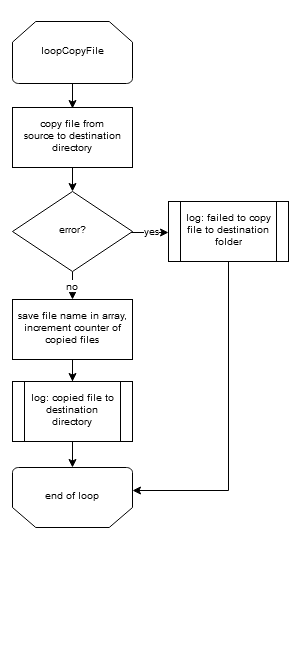 loopCopyFile
copy file from
source to destination
directory
error?
yes
log: failed to copy
file to destination
folder
no
save file name in array,
increment counter of
copied files
log: copied file to
destination
directory
end of loop